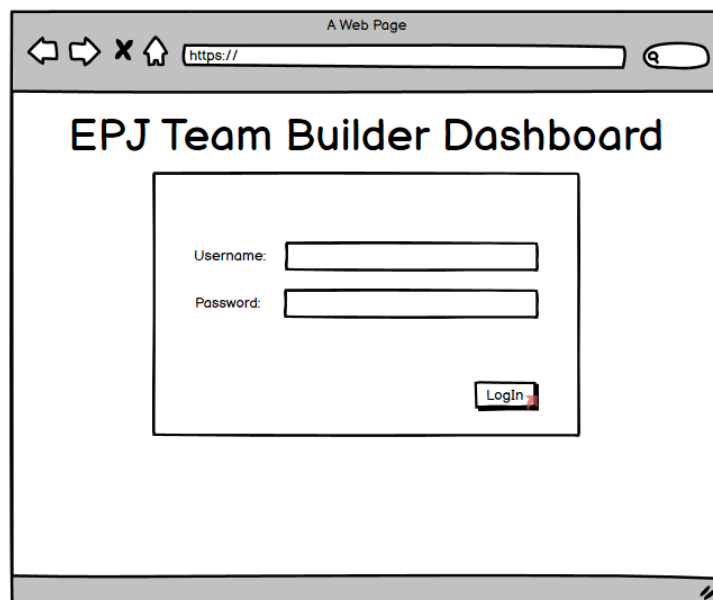 A Web Page
https://
EPJ Team Builder Dashboard
Username:
Password:
LogIn